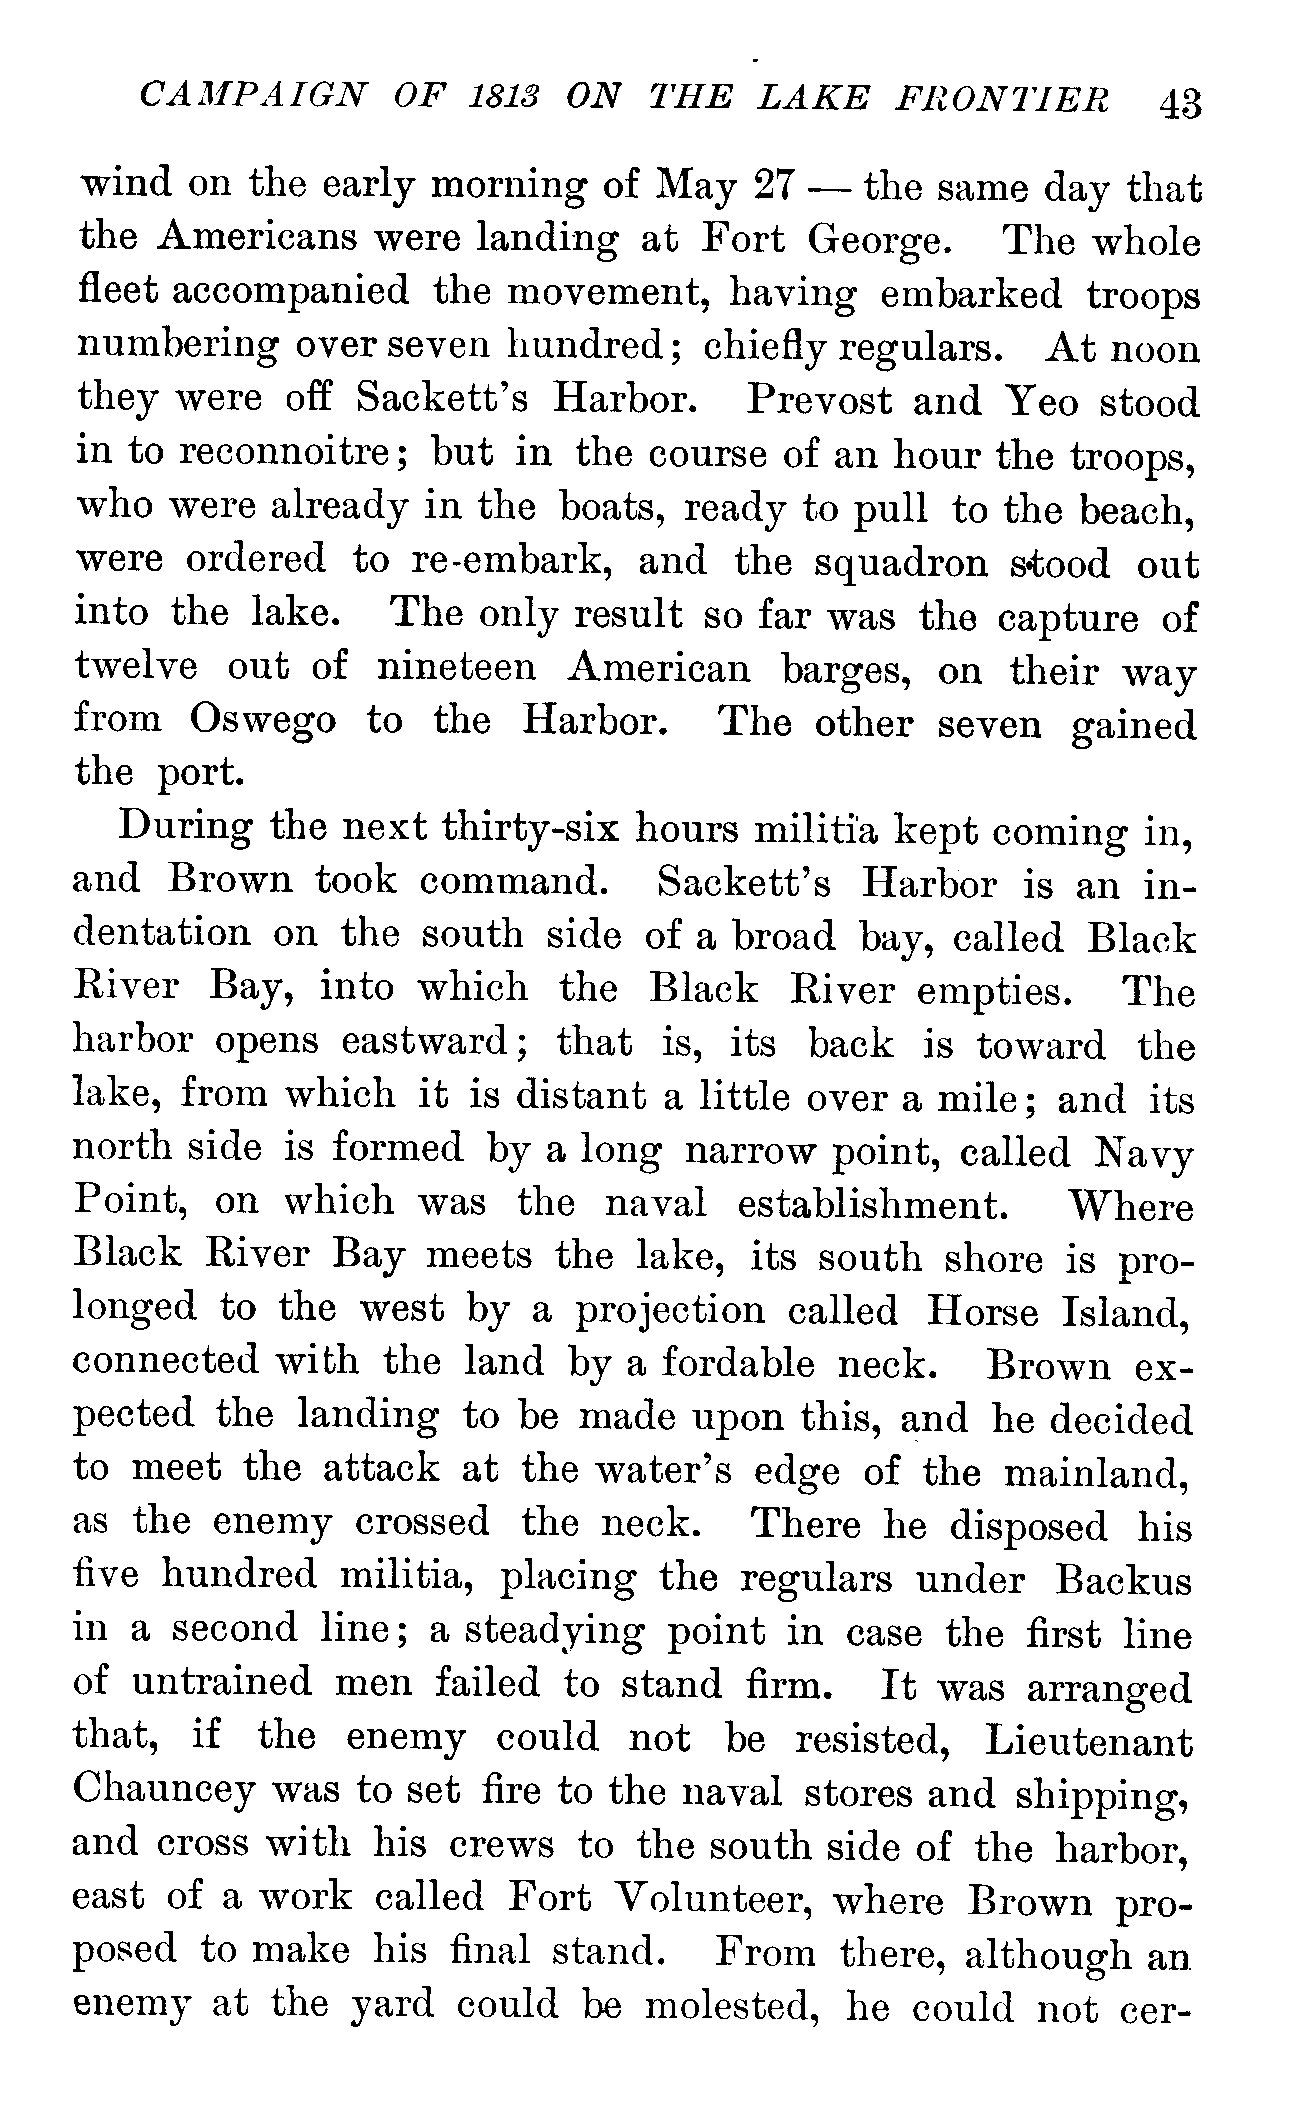 CAMPAIGN OF 1813 ON THE LAKE FRONTIER 43
wind on the early morning of May 27 — the same day that
the Americans were landing at Fort George. The whole
fleet accompanied the movement, having embarked troops
numbering over seven hundred; chiefly regulars. At noon
they were off Sackett's Harbor. Prevost and Yeo stood
in to reconnoitre; but in the course of an hour the troops,
who were already in the boats, ready to pull to the beach,
were ordered to re-embark, and the squadron stood out
into the lake. The only result so far was the capture of
twelve out of nineteen American barges, on their way
from Oswego to the Harbor. The other seven gained
the port.
During the next thirty-six hours militia kept coming in,
and Brown took command. Sackett's Harbor is an in-
dentation on the south side of a broad bay, called Black
River Bay, into which the Black River empties. The
harbor opens eastward; that is, its back is toward the
lake, from which it is distant a little over a mile; and its
north side is formed by a long narrow point, called Navy
Point, on which was the naval establishment. Where
Black River Bay meets the lake, its south shore is pro-
longed to the west by a projection called Horse Island,
connected with the land by a fordable neck. Brown ex-
pected the landing to be made upon this, and he decided
to meet the attack at the water's edge of the mainland,
as the enemy crossed the neck. There he disposed his
five hundred militia, placing the regulars under Backus
in a second line; a steadying point in case the first line
of untrained men failed to stand firm. It was arranged
that, if the enemy could not be resisted, Lieutenant
Chauncey was to set fire to the naval stores and shipping,
and cross with his crews to the south side of the harbor,
east of a work called Fort Volunteer, where Brown pro-
posed to make his final stand. From there, although an
enemy at the yard could be molested, he could not cer-